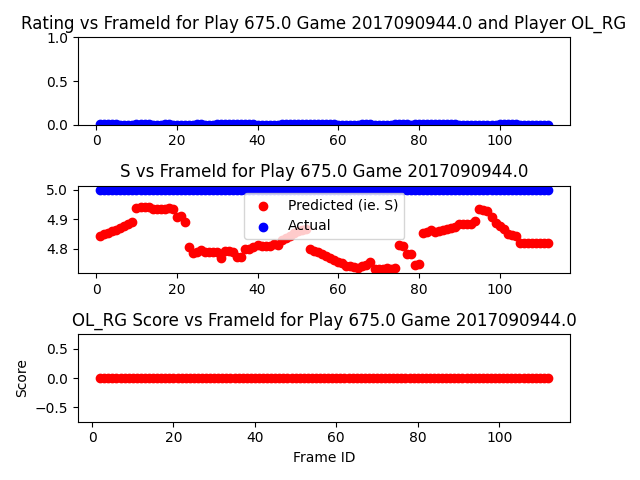 Rating vs FrameId for Play 675.0 Game 2017090944.0 and Player OL_RG
1.0
0.5
0.0
0 20 40 60 80 100
S vs FrameId for Play 675.0 Game 2017090944.0
5.0
4.9
4.8
Predicted (ie. S)
Actual
0 20 40 60 80 100
OL_RG Score vs FrameId for Play 675.0 Game 2017090944.0
Score
0.5
0.0
−0.5
0 20 40 60 80 100
Frame ID